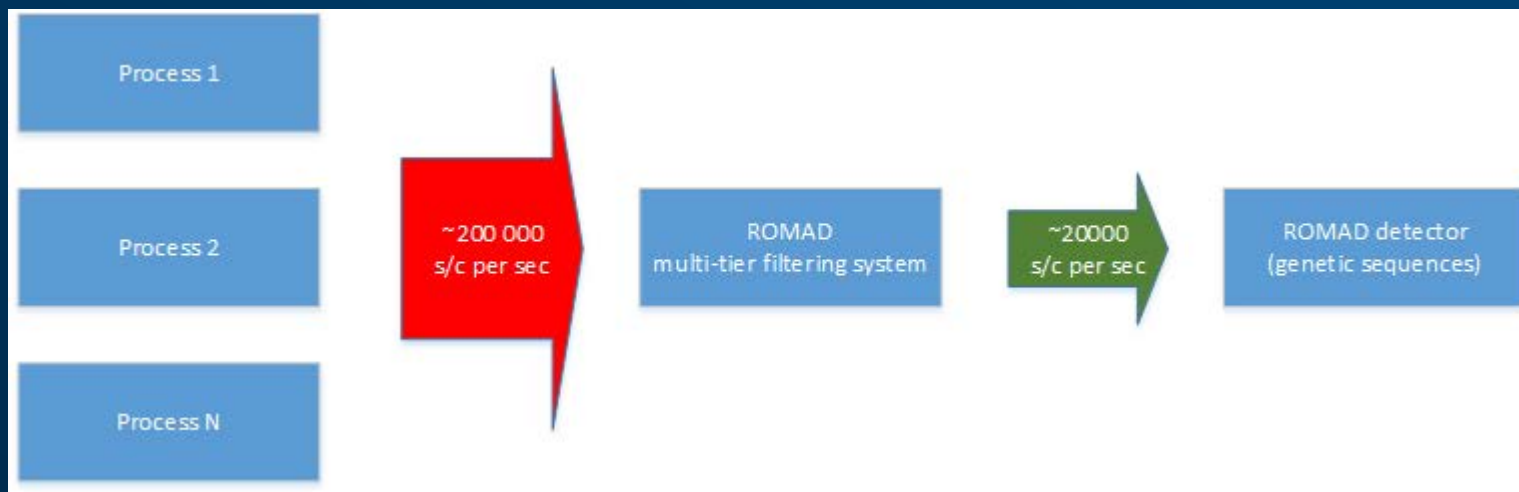 Process 1
Process 2
Process N
~200 000
s/c per sec
ROMAD
multi-tier filtering system
~20000
s/c per sec
ROMAD detector
(genetic sequences)